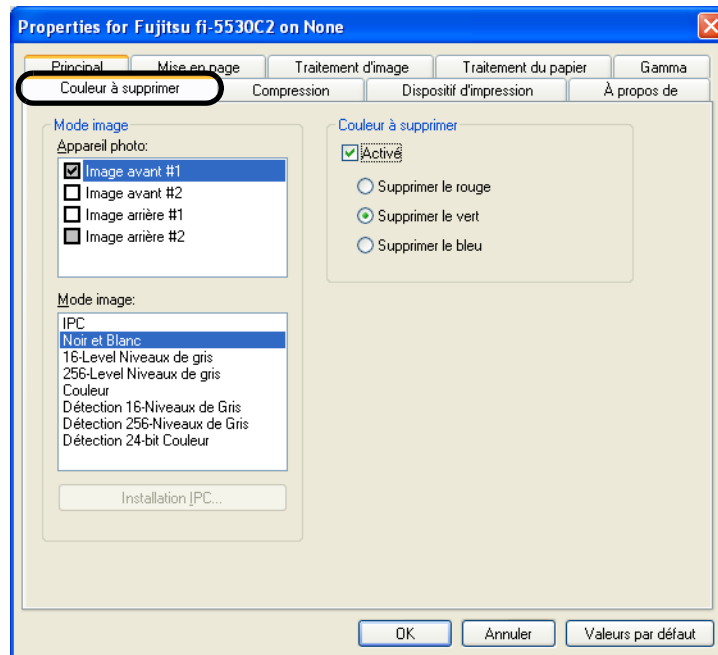 Properties for Fujitsu fi-5530C2 on None
Principal Mise en page Traitement d'image Traitement du papier Gamma
Couleur à supprimer Compression Dispositif d'impression À propos de
Mode image
Appareil photo:
Image avant #1
Image avant #2
Image arrière #1
Image arrière #2
Mode image:
IPC
Noir et Blanc
16-Level Niveaux de gris
256-Level Niveaux de gris
Couleur
Détection 16-Niveaux de Gris
Détection 256-Niveaux de Gris
Détection 24-bit Couleur
Installation IPC...
Couleur à supprimer
Activé
Supprimer le rouge
Supprimer le vert
Supprimer le bleu
OK Annuler Valeurs par défaut